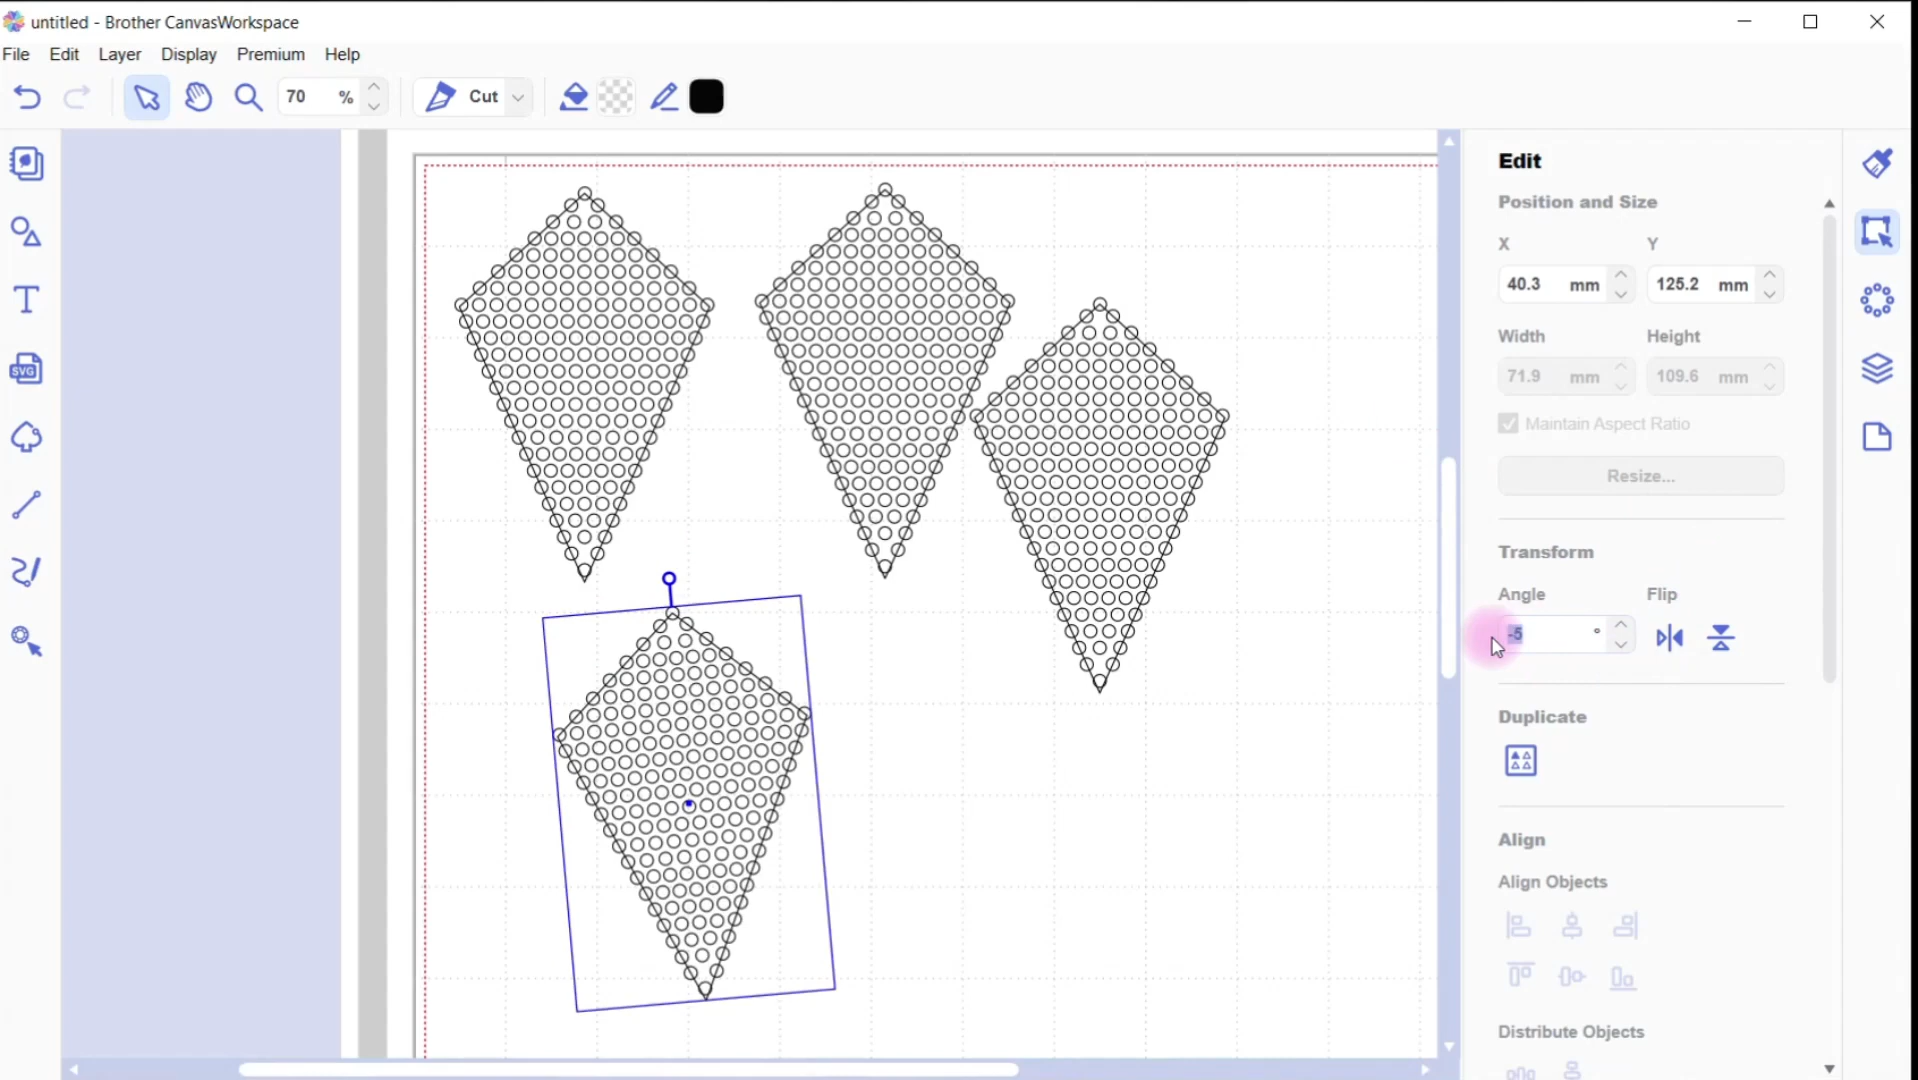 untitled - Brother CanvasWorkspace
File Edit Layer Display Premium Help
70 % Cut
Edit
Position and Size
X Y
40.3 mm 125.2 mm
Width Height
71.9 mm 109.6 mm
Maintain Aspect Ratio
Resize...
Transform
Angle Flip
-5 °
T
SVG
Duplicate
Align
Align Objects
Distribute Objects